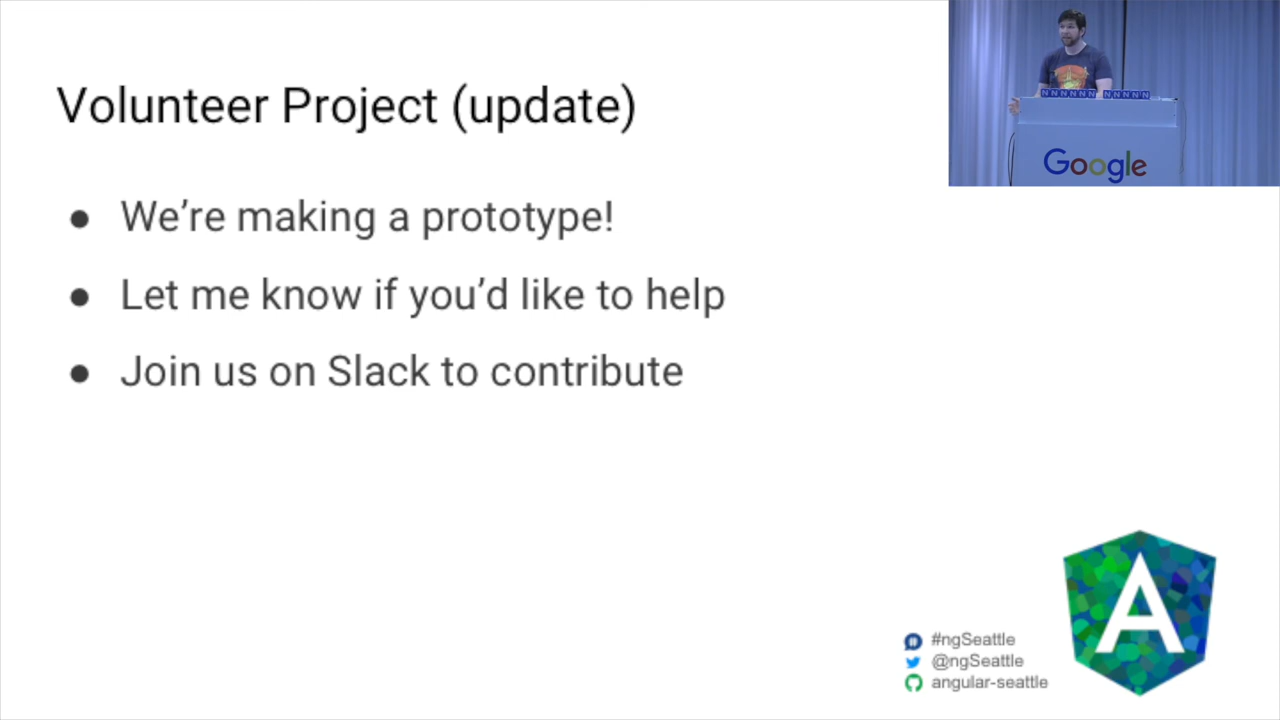 Volunteer Project (update)
● We're making a prototype!
● Let me know if you'd like to help
● Join us on Slack to contribute
Google
#ngSeattle
@ngSeattle
angular-seattle
A